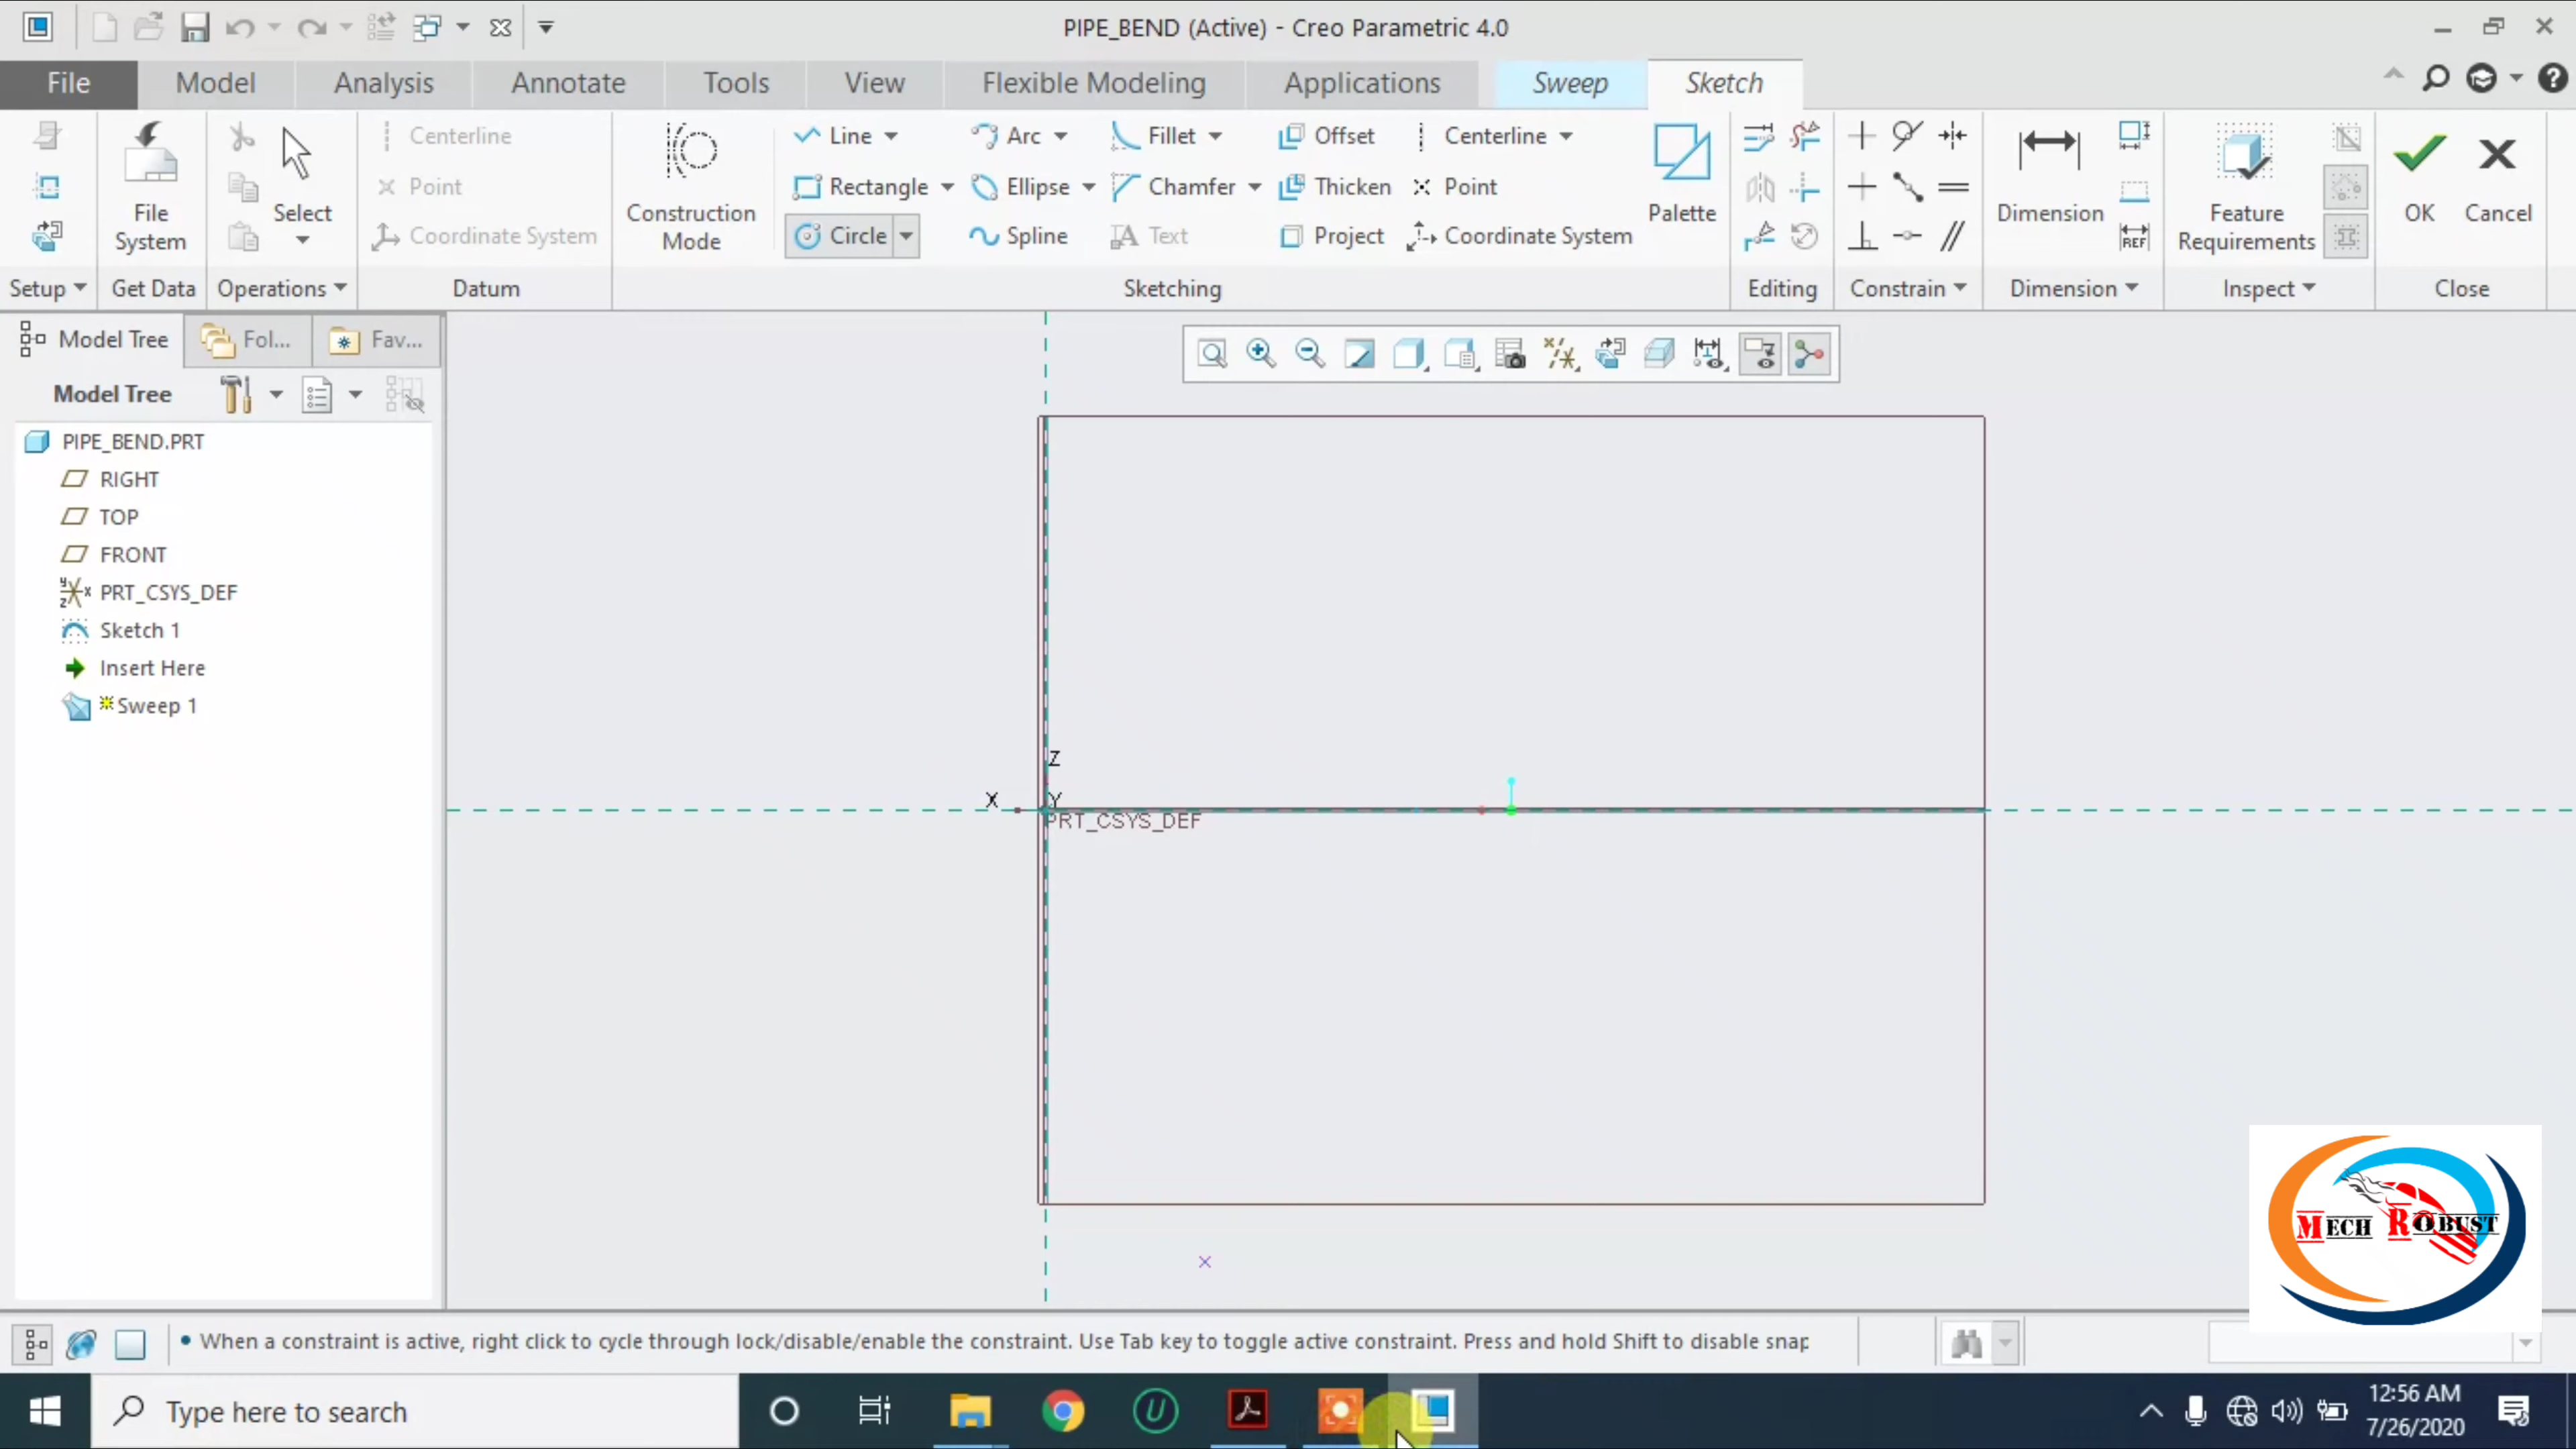 PIPE_BEND (Active) - Creo Parametric 4.0
File Model Analysis Annotate Tools View Flexible Modeling Applications Sweep Sketch
Centerline Line Arc Fillet Offset Centerline
Point Rectangle Ellipse Chamfer Thicken Point
File System Select Coordinate System Construction Mode Circle Spline Text Project Coordinate System Palette Dimension REF Feature Requirements OK Cancel
Setup Get Data Operations Datum Sketching Editing Constrain Dimension Inspect Close
Model Tree Fol... Fav...
Model Tree
PIPE_BEND.PRT
RIGHT
TOP
FRONT
PRT_CSYS_DEF
Sketch 1
Insert Here
Sweep 1
Z
X Y
PRT_CSYS_DEF
MECH ROBUST
When a constraint is active, right click to cycle through lock/disable/enable the constraint. Use Tab key to toggle active constraint. Press and hold Shift to disable snap
Type here to search
12:56 AM
7/26/2020